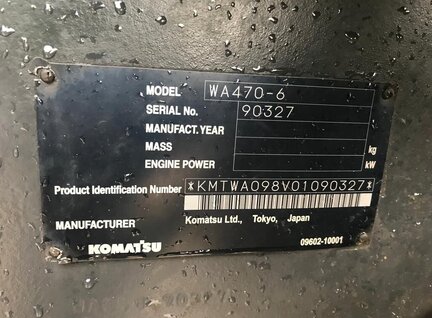 MODEL WA470-6
SERIAL No. 90327
MANUFACT. YEAR
MASS kg
ENGINE POWER kW
Product Identification Number *KMTWA098V01090327*
MANUFACTURER Komatsu Ltd., Tokyo, Japan
KOMATSU 09602-10001